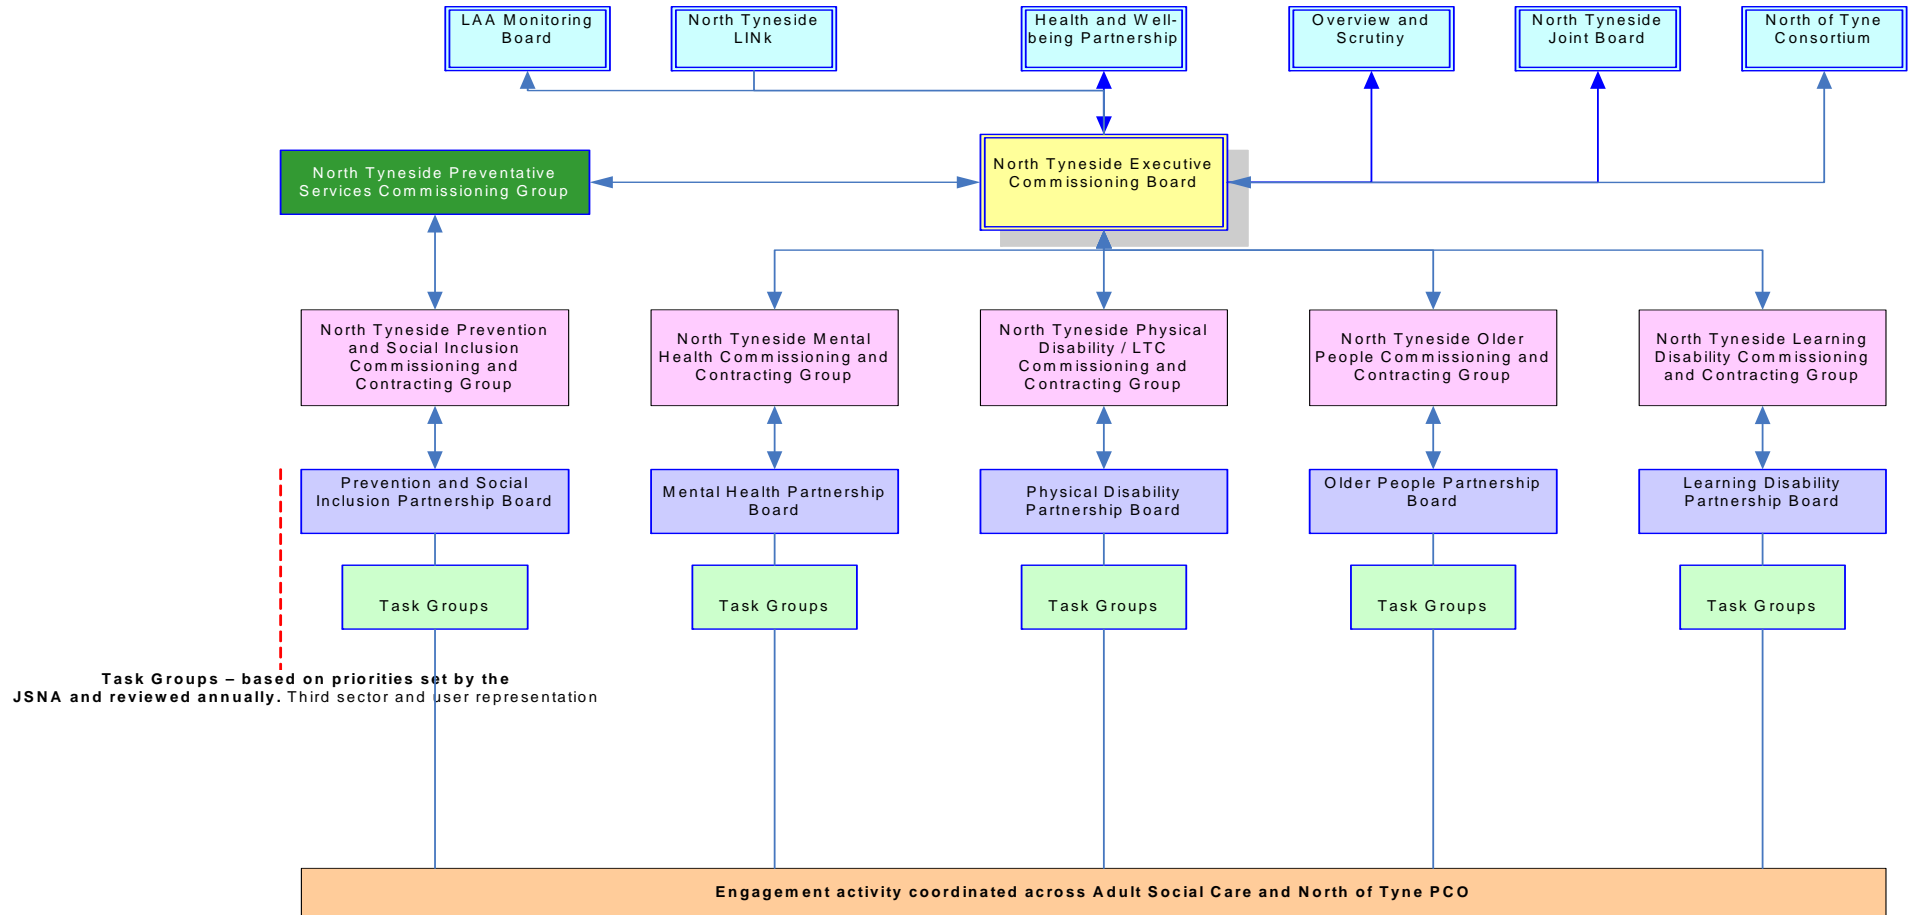 LAA Monitoring
Board
North Tyneside
LINk
Health and Well-
being Partnership
Overview and
Scrutiny
North Tyneside
Joint Board
North of Tyne
Consortium
North Tyneside Preventative
Services Commissioning Group
North Tyneside Executive
Commissioning Board
North Tyneside Prevention
and Social Inclusion
Commissioning and
Contracting Group
North Tyneside Mental
Health Commissioning and
Contracting Group
North Tyneside Physical
Disability / LTC
Commissioning and
Contracting Group
North Tyneside Older
People Commissioning and
Contracting Group
North Tyneside Learning
Disability Commissioning
and Contracting Group
Prevention and Social
Inclusion Partnership Board
Mental Health Partnership
Board
Physical Disability
Partnership Board
Older People Partnership
Board
Learning Disability
Partnership Board
Task Groups
Task Groups
Task Groups
Task Groups
Task Groups
Task Groups – based on priorities set by the
JSNA and reviewed annually. Third sector and user representation
Engagement activity coordinated across Adult Social Care and North of Tyne PCO